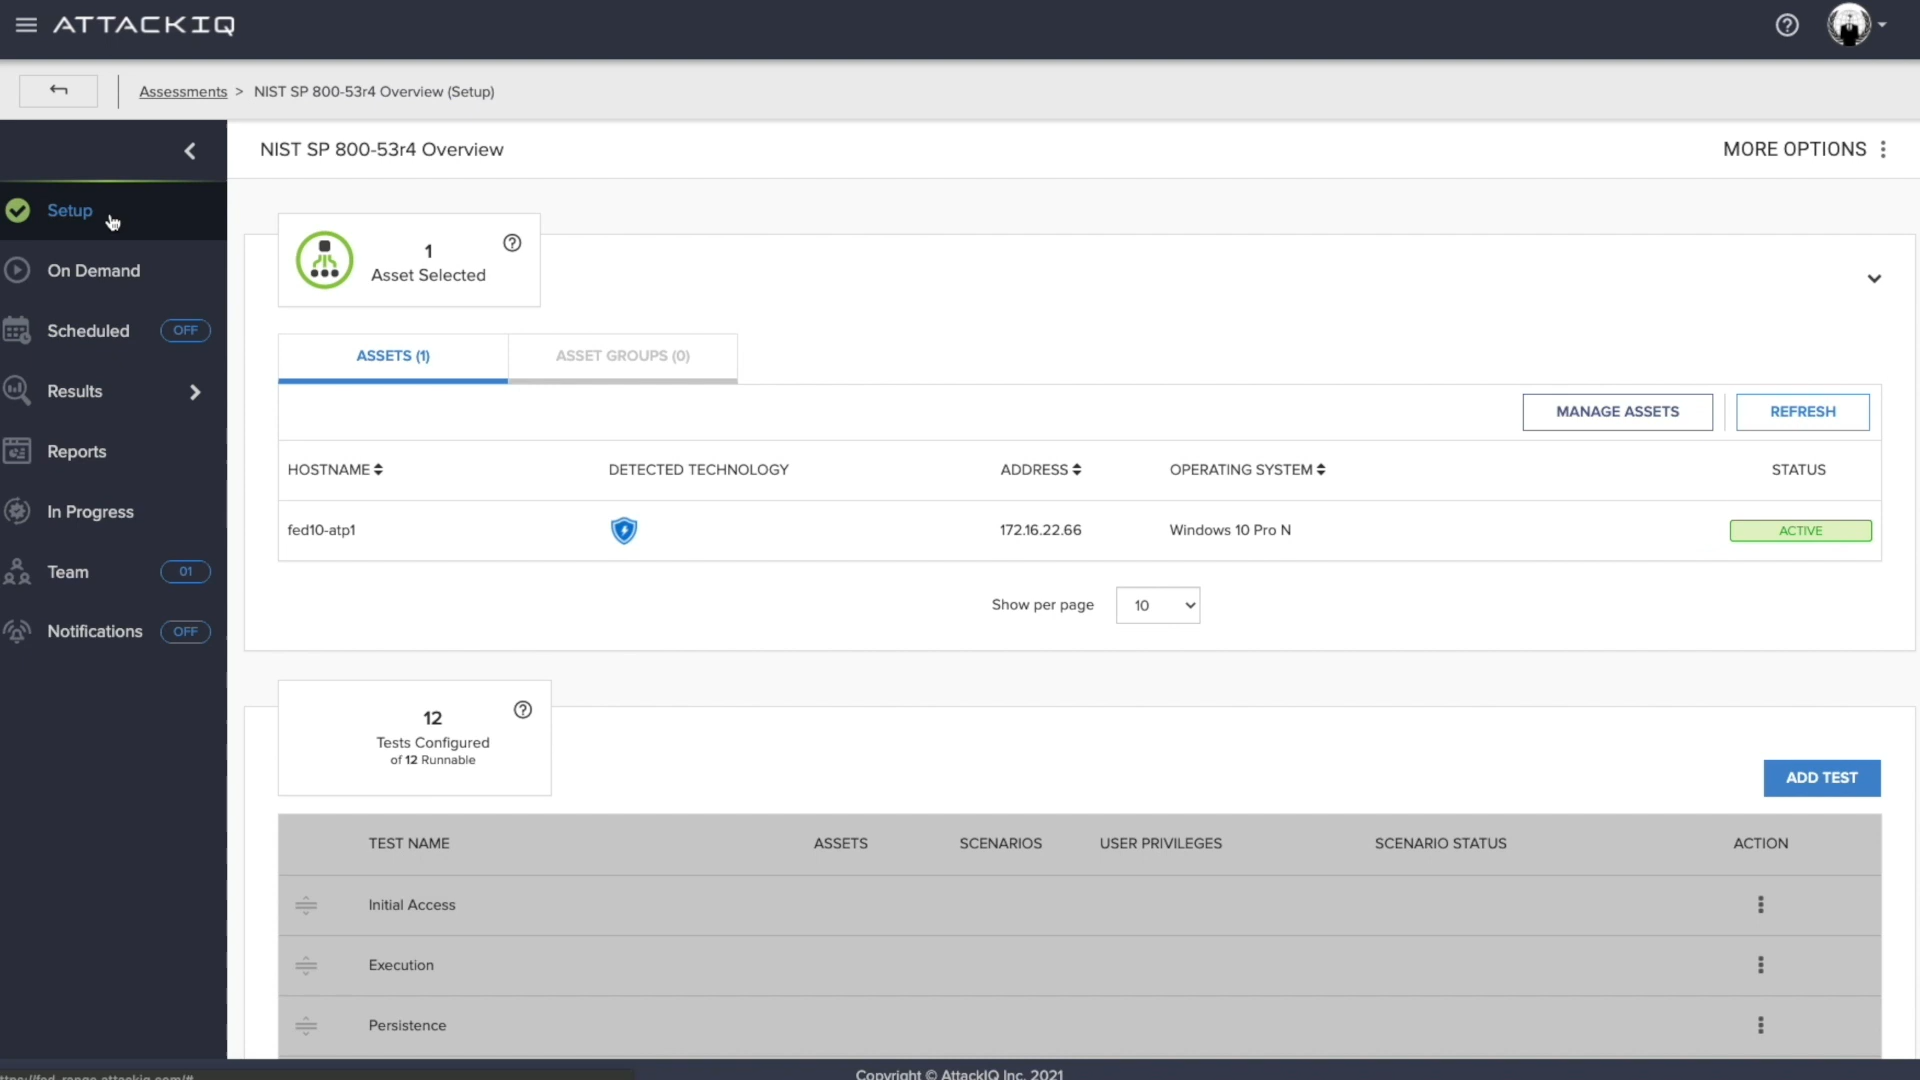 ATTACKIQ
Assessments > NIST SP 800-53r4 Overview (Setup)
NIST SP 800-53r4 Overview
MORE OPTIONS
Setup
On Demand
Scheduled OFF
Results
Reports
In Progress
Team 01
Notifications OFF
1
Asset Selected
ASSETS (1) ASSET GROUPS (0)
MANAGE ASSETS REFRESH
HOSTNAME DETECTED TECHNOLOGY ADDRESS OPERATING SYSTEM STATUS
fed10-atp1 172.16.22.66 Windows 10 Pro N ACTIVE
Show per page 10
12
Tests Configured
of 12 Runnable
ADD TEST
TEST NAME ASSETS SCENARIOS USER PRIVILEGES SCENARIO STATUS ACTION
Initial Access
Execution
Persistence
Copyright © AttackIQ Inc. 2021